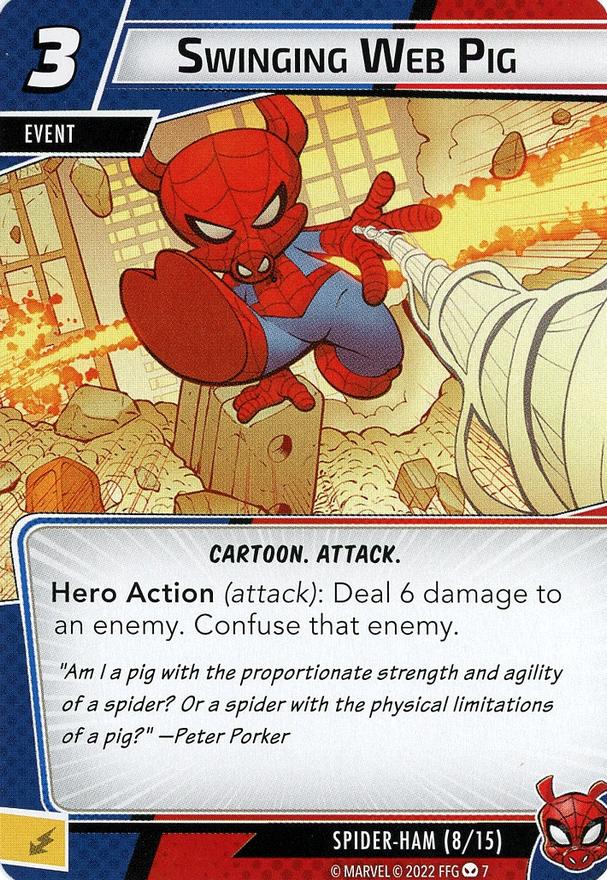 3
SWINGING WEB PIG
EVENT
CARTOON. ATTACK.
Hero Action (attack): Deal 6 damage to
an enemy. Confuse that enemy.
"Am I a pig with the proportionate strength and agility
of a spider? Or a spider with the physical limitations
of a pig?" —Peter Porker
SPIDER-HAM (8/15)
© MARVEL © 2022 FFG 7